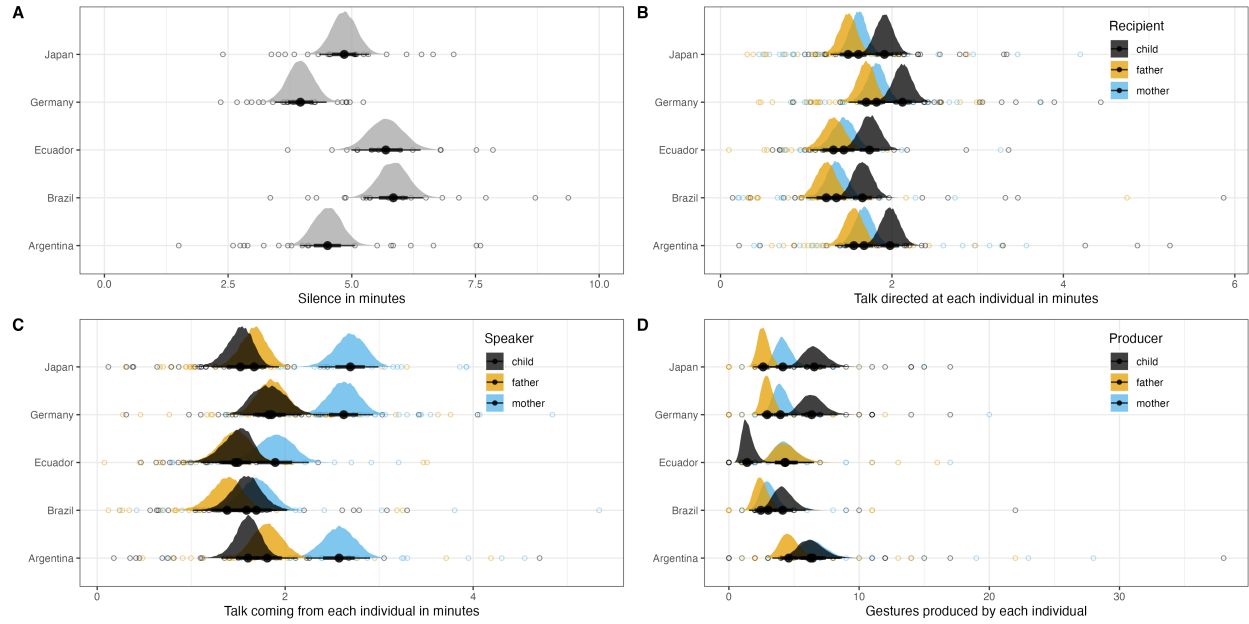 A
Japan
Germany
Ecuador
Brazil
Argentina
0.0 2.5 5.0 7.5 10.0
Silence in minutes
B
Recipient
child
father
mother
Japan
Germany
Ecuador
Brazil
Argentina
0 2 4 6
Talk directed at each individual in minutes
C
Speaker
child
father
mother
Japan
Germany
Ecuador
Brazil
Argentina
0 2 4
Talk coming from each individual in minutes
D
Producer
child
father
mother
Japan
Germany
Ecuador
Brazil
Argentina
0 10 20 30
Gestures produced by each individual